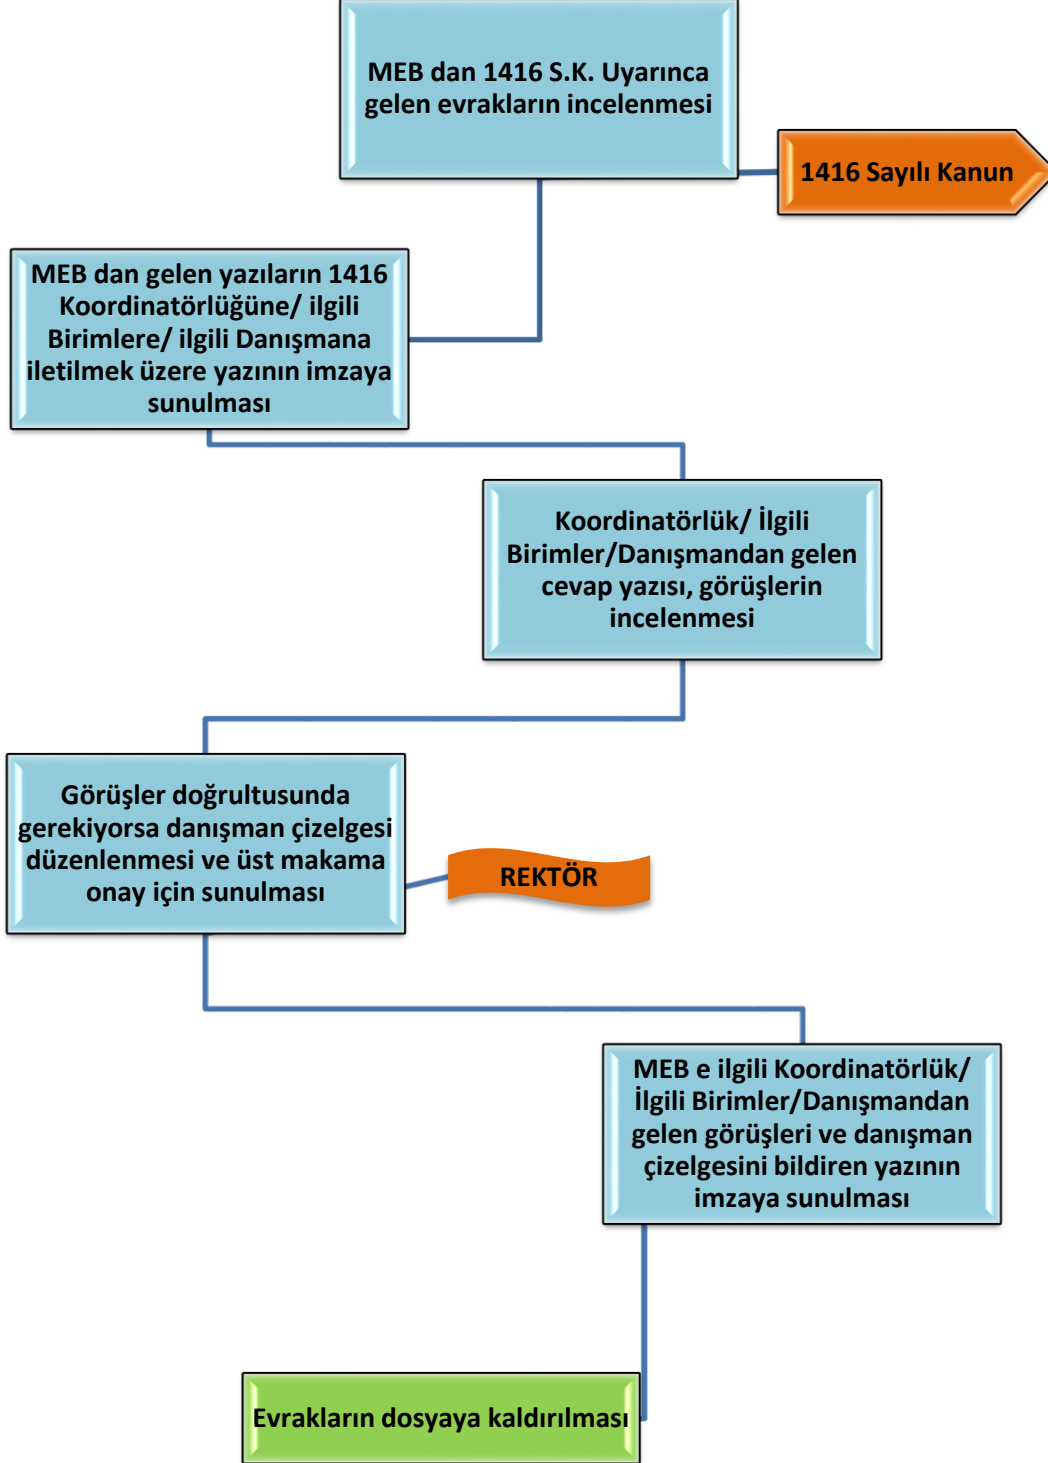 MEB dan 1416 S.K. Uyarınca
gelen evrakların incelenmesi
1416 Sayılı Kanun
MEB dan gelen yazıların 1416
Koordinatörlüğüne/ ilgili
Birimlere/ ilgili Danışmana
iletilmek üzere yazının imzaya
sunulması
Koordinatörlük/ İlgili
Birimler/Danışmandan gelen
cevap yazısı, görüşlerin
incelenmesi
Görüşler doğrultusunda
gerekiyorsa danışman çizelgesi
düzenlenmesi ve üst makama
onay için sunulması
REKTÖR
MEB e ilgili Koordinatörlük/
İlgili Birimler/Danışmandan
gelen görüşleri ve danışman
çizelgesini bildiren yazının
imzaya sunulması
Evrakların dosyaya kaldırılması